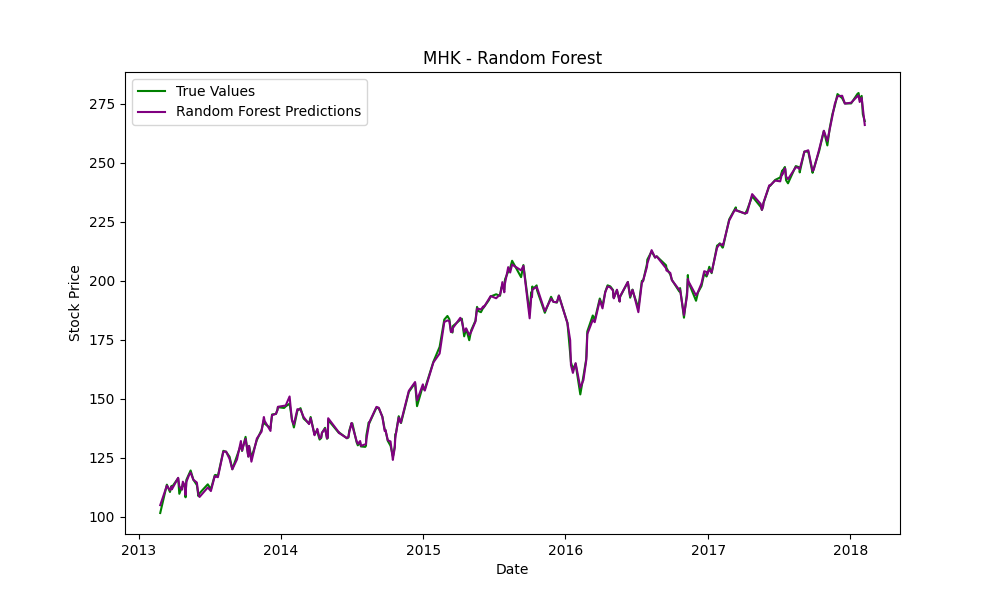 MHK - Random Forest
True Values
Random Forest Predictions
275
250
225
200
175
150
125
100
Stock Price
2013 2014 2015 2016 2017 2018
Date